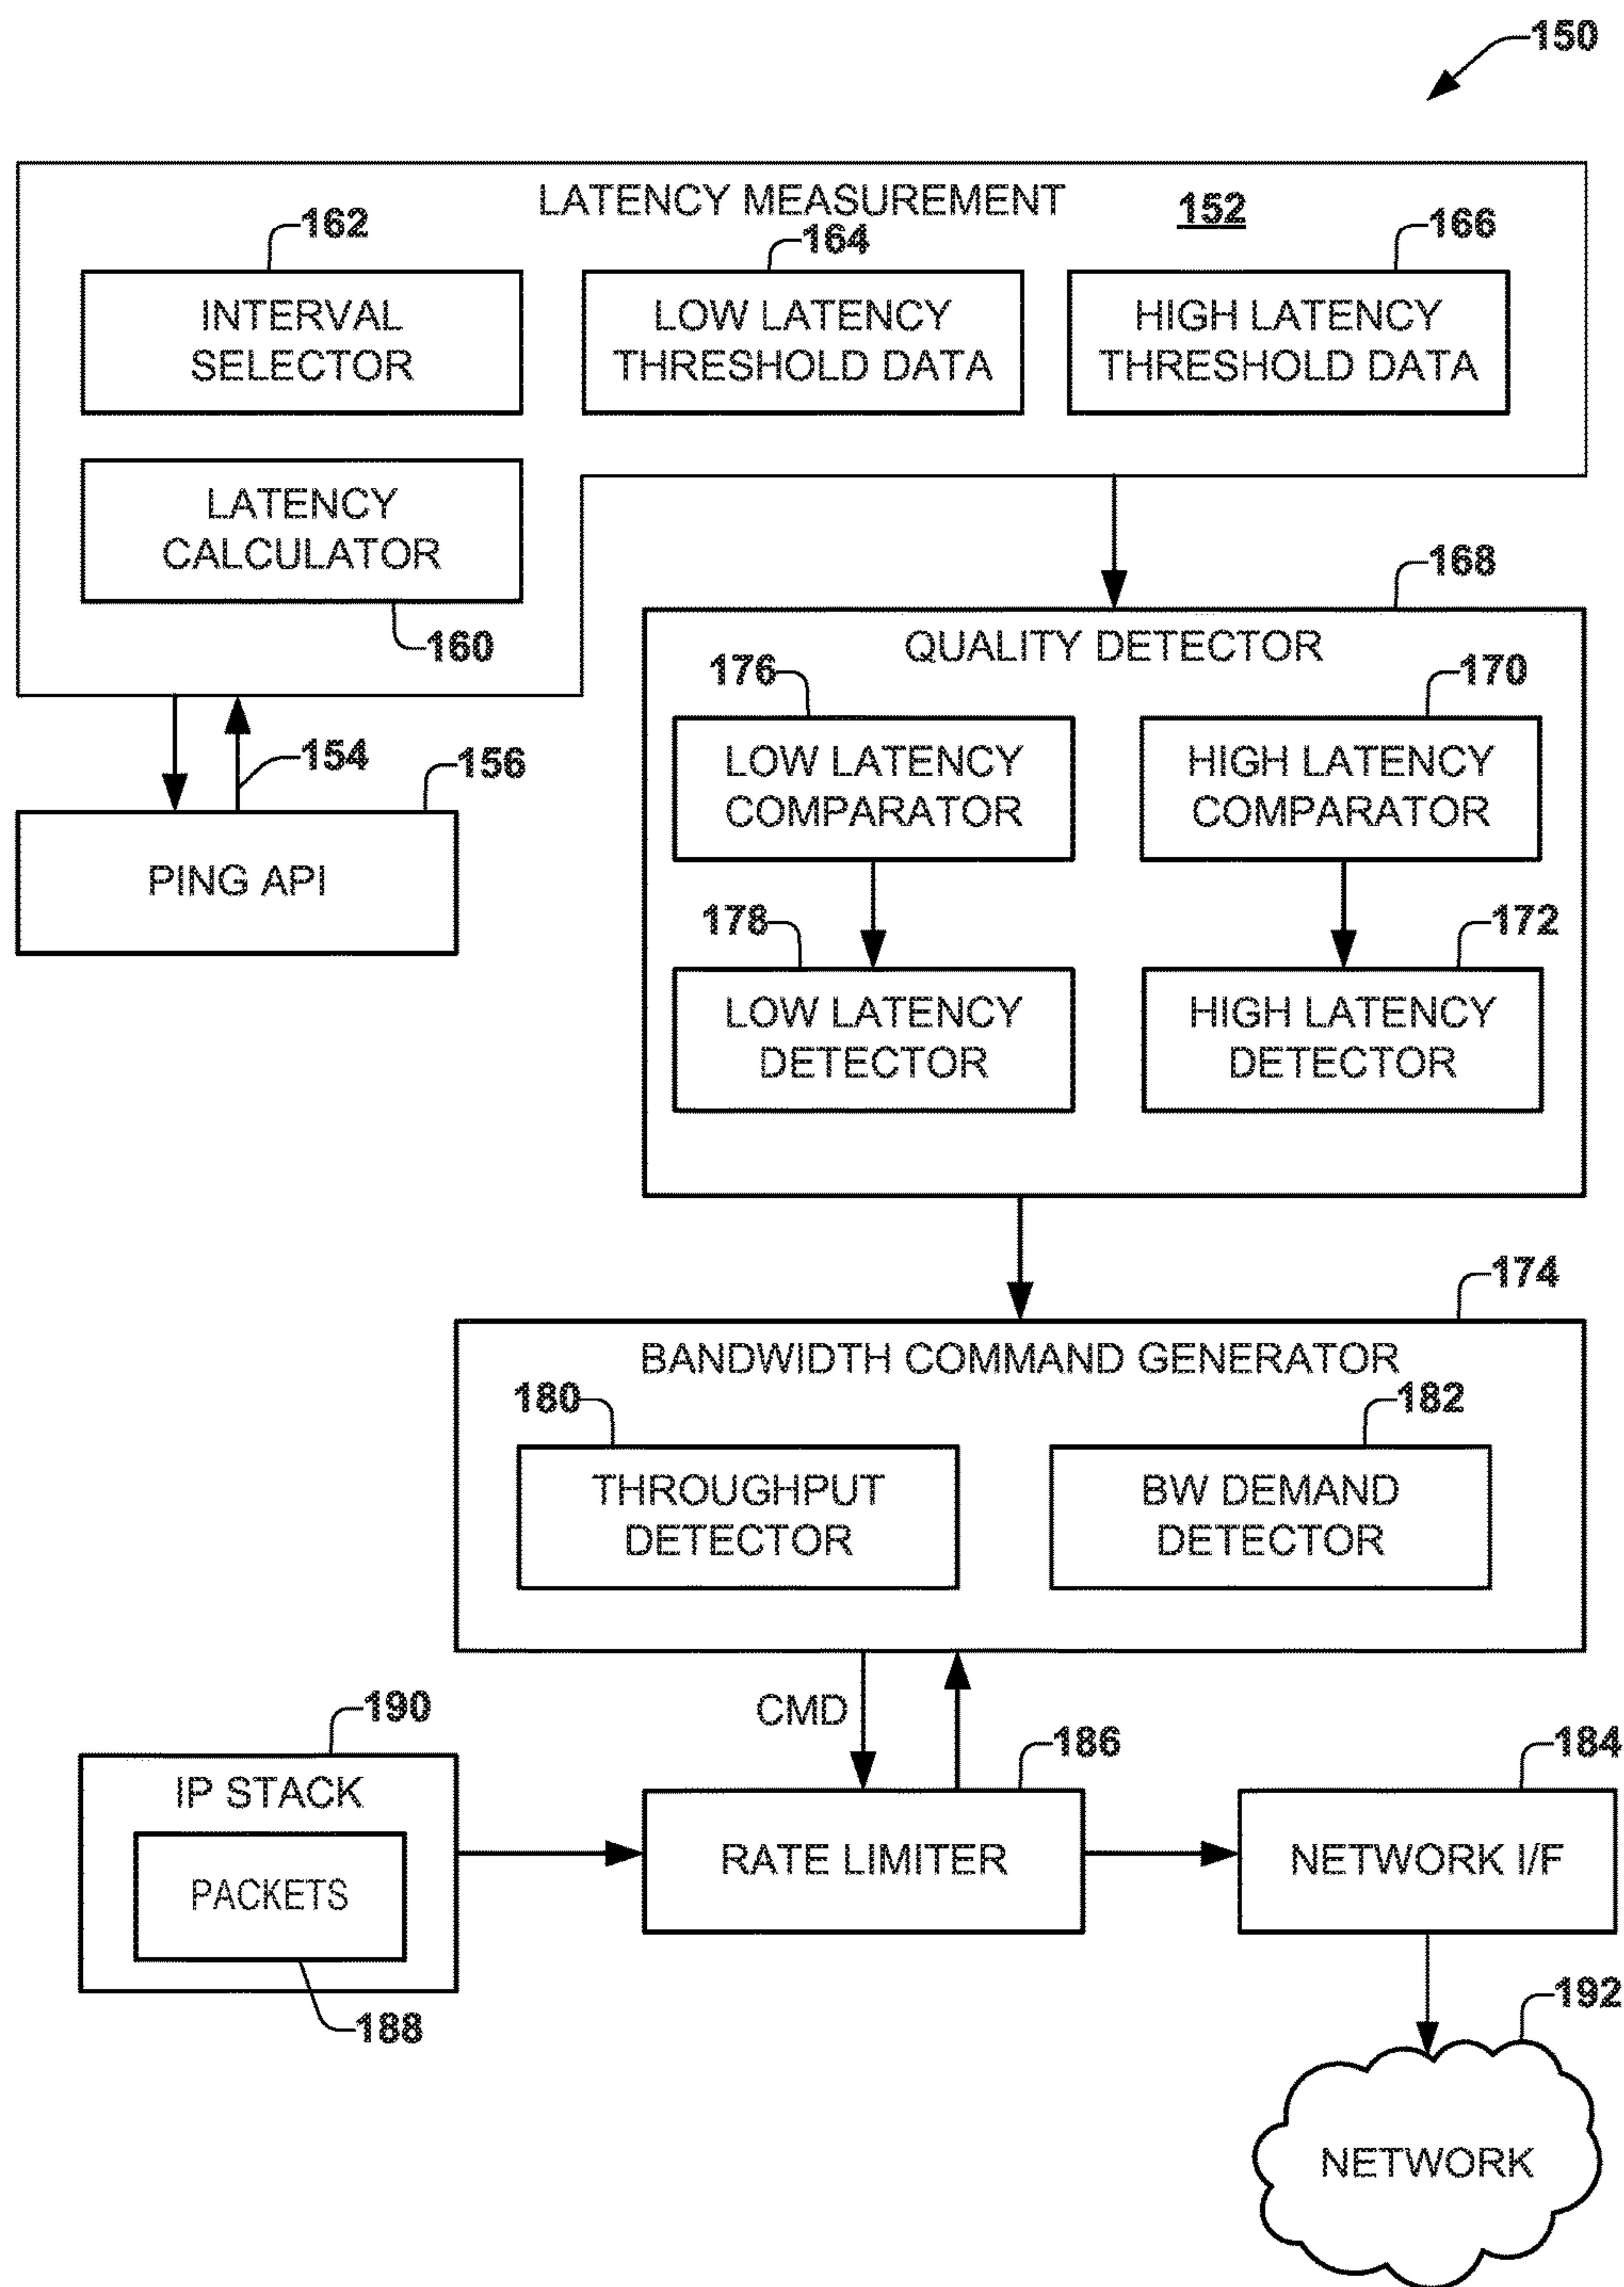 150
LATENCY MEASUREMENT 152
162
164
166
INTERVAL
SELECTOR
LOW LATENCY
THRESHOLD DATA
HIGH LATENCY
THRESHOLD DATA
LATENCY
CALCULATOR
160
168
QUALITY DETECTOR
176
170
154
156
LOW LATENCY
COMPARATOR
HIGH LATENCY
COMPARATOR
PING API
178
172
LOW LATENCY
DETECTOR
HIGH LATENCY
DETECTOR
174
BANDWIDTH COMMAND GENERATOR
180
182
THROUGHPUT
DETECTOR
BW DEMAND
DETECTOR
190
CMD
186
184
IP STACK
PACKETS
RATE LIMITER
NETWORK I/F
188
192
NETWORK